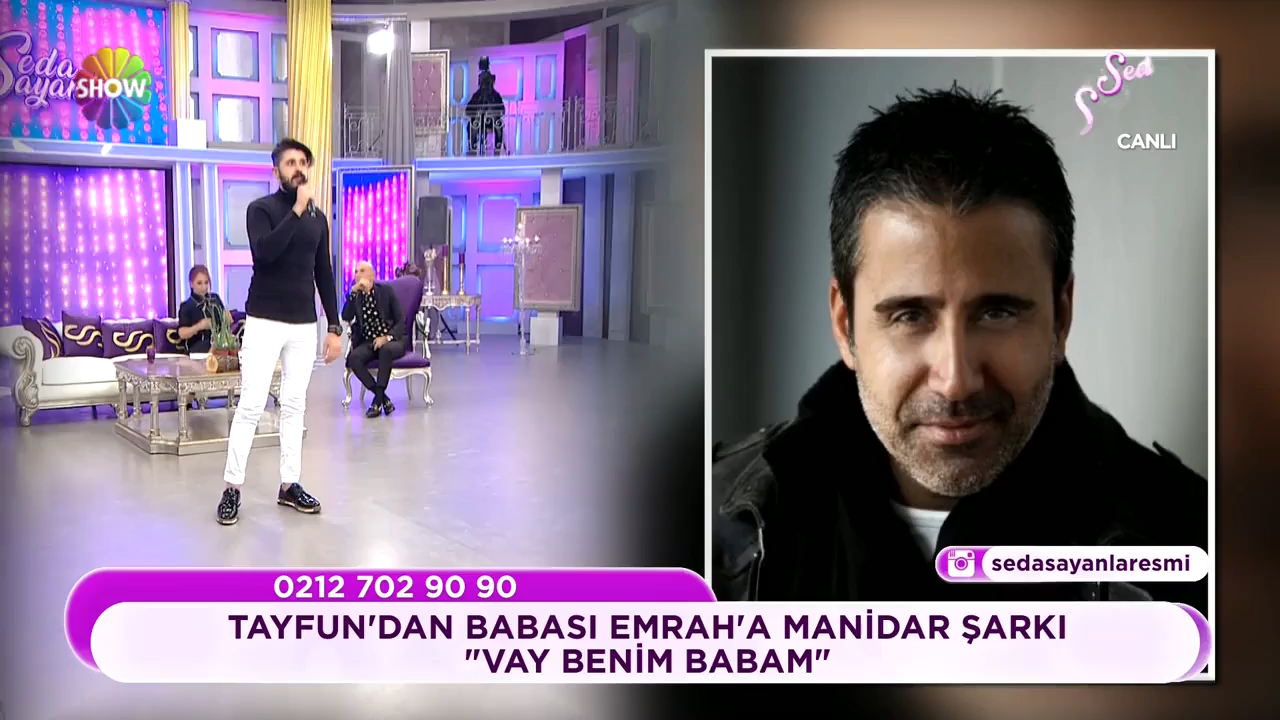 Seda
Sayan
SHOW
Sed
CANLI
sedasayanlaresmi
0212 702 90 90
TAYFUN'DAN BABASI EMRAH'A MANİDAR ŞARKI
"VAY BENİM BABAM"